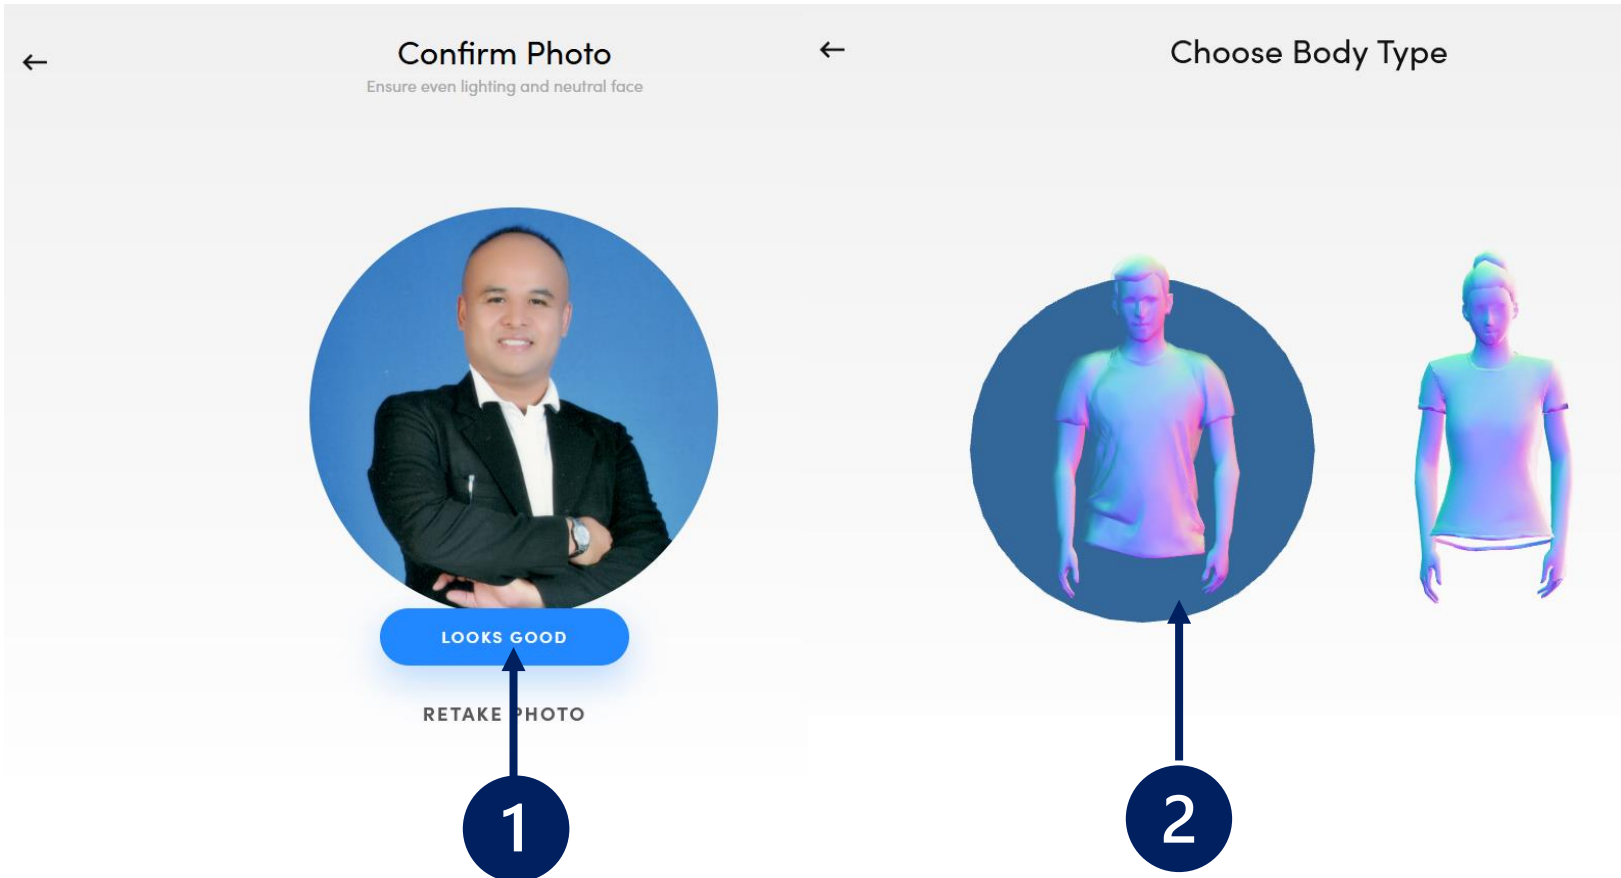 Confirm Photo
Ensure even lighting and neutral face
LOOKS GOOD
RETAKE PHOTO
1
Choose Body Type
2